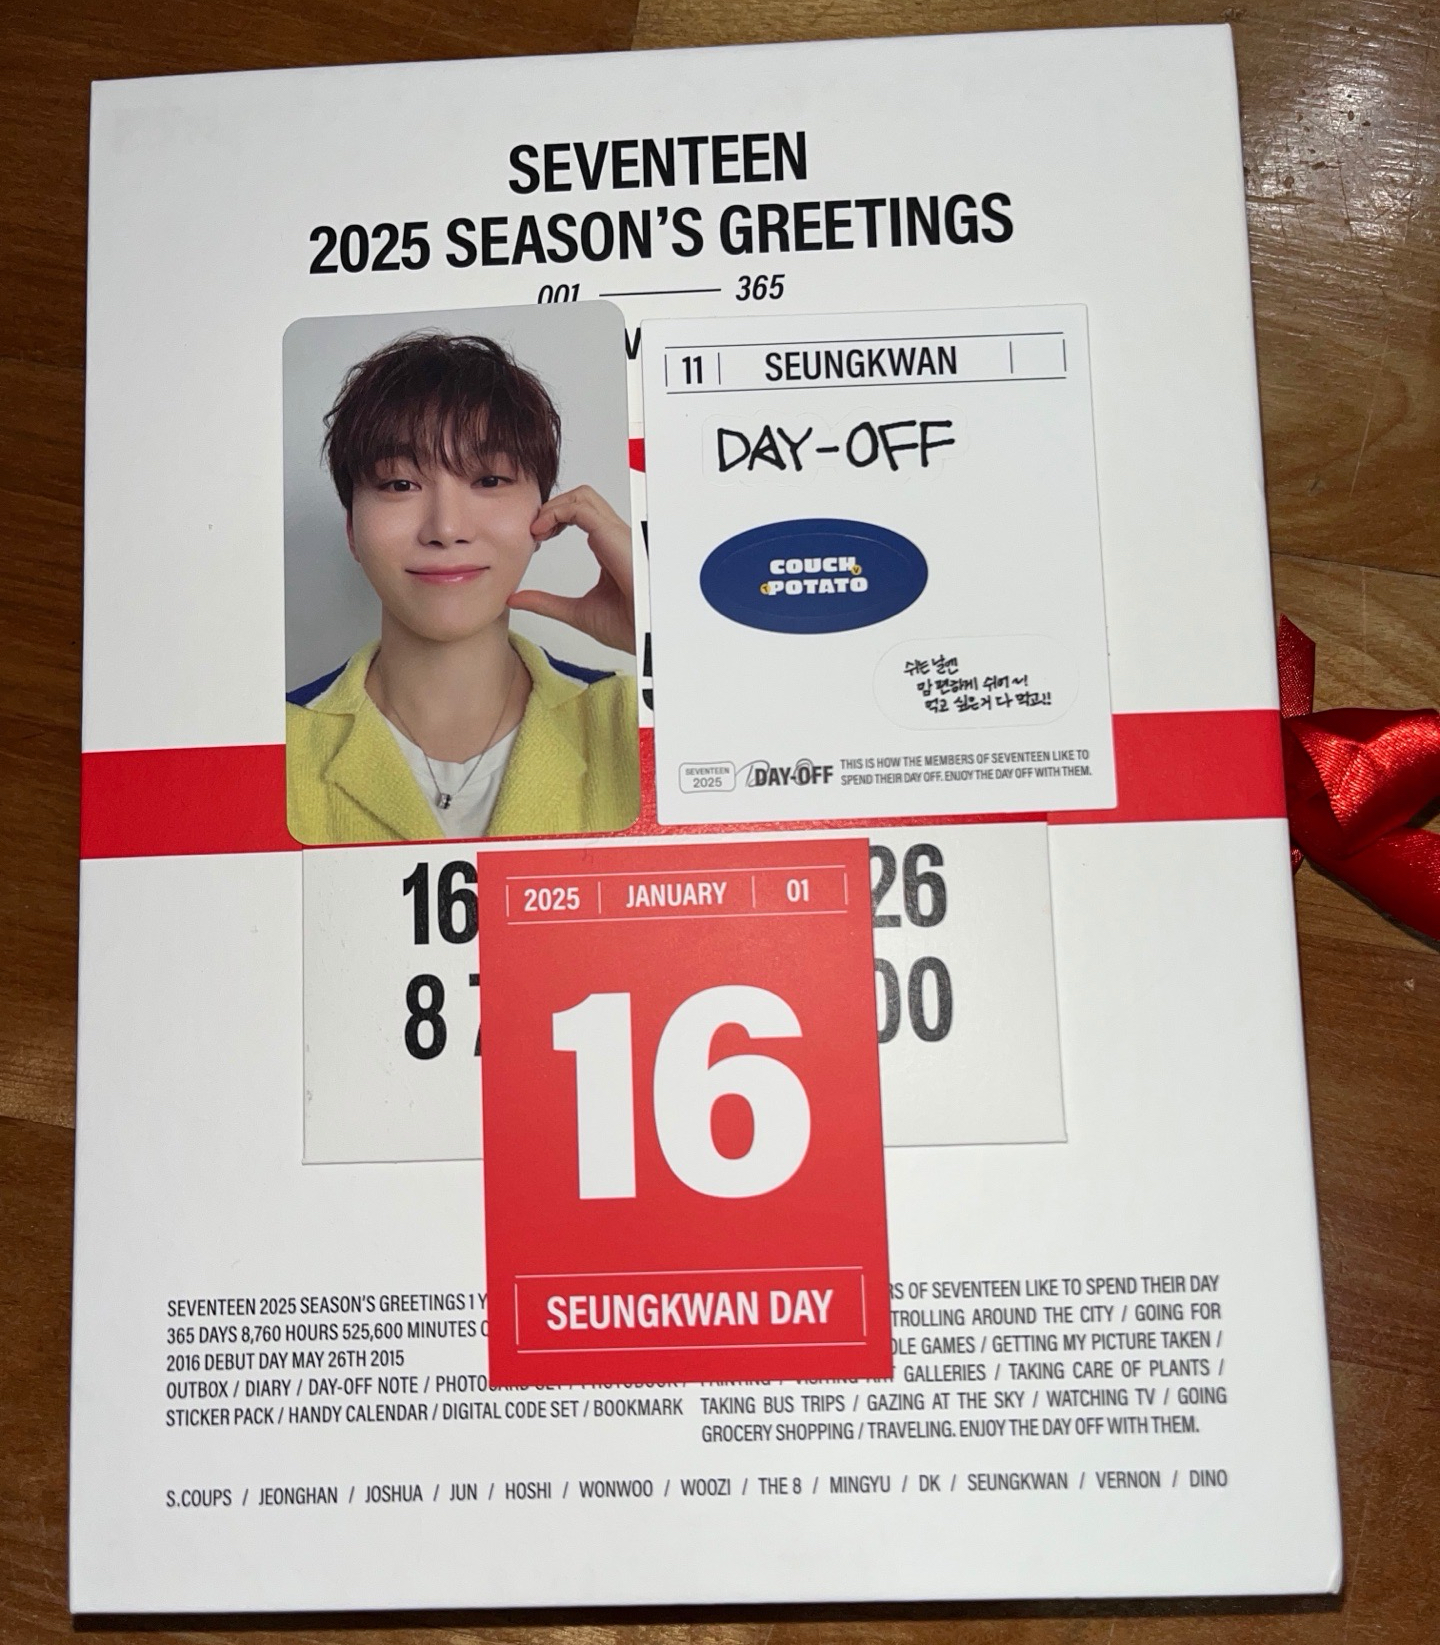 SEVENTEEN
2025 SEASON'S GREETINGS
001 365
11 SEUNGKWAN
DAY-OFF
COUCH
POTATO
쉬는 날엔
맘 편하게 쉬어~!
먹고 싶은거 다 먹고!!
SEVENTEEN
2025
DAY-OFF
THIS IS HOW THE MEMBERS OF SEVENTEEN LIKE TO
SPEND THEIR DAY OFF. ENJOY THE DAY OFF WITH THEM.
16 26
8 00
2025 JANUARY 01
16
SEUNGKWAN DAY
SEVENTEEN 2025 SEASON'S GREETINGS 1 Y
365 DAYS 8,760 HOURS 525,600 MINUTES
2016 DEBUT DAY MAY 26TH 2015
OUTBOX / DIARY / DAY-OFF NOTE /
STICKER PACK / HANDY CALENDAR / DIGITAL CODE SET / BOOKMARK
OF SEVENTEEN LIKE TO SPEND THEIR DAY
TROLLING AROUND THE CITY / GOING FOR
GAMES / GETTING MY PICTURE TAKEN /
GALLERIES / TAKING CARE OF PLANTS /
TAKING BUS TRIPS / GAZING AT THE SKY / WATCHING TV / GOING
GROCERY SHOPPING / TRAVELING. ENJOY THE DAY OFF WITH THEM.
S.COUPS / JEONGHAN / JOSHUA / JUN / HOSHI / WONWOO / WOOZI / THE 8 / MINGYU / DK / SEUNGKWAN / VERNON / DINO